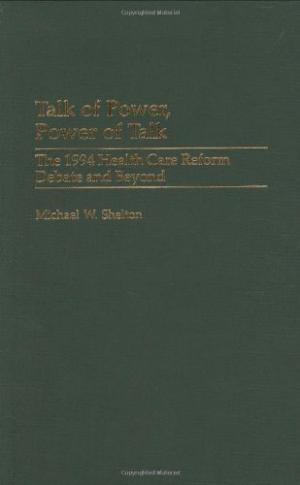 Talk of Power,
Power of Talk
The 1994 Health Care Reform
Debate and Beyond
Michael W. Shelton